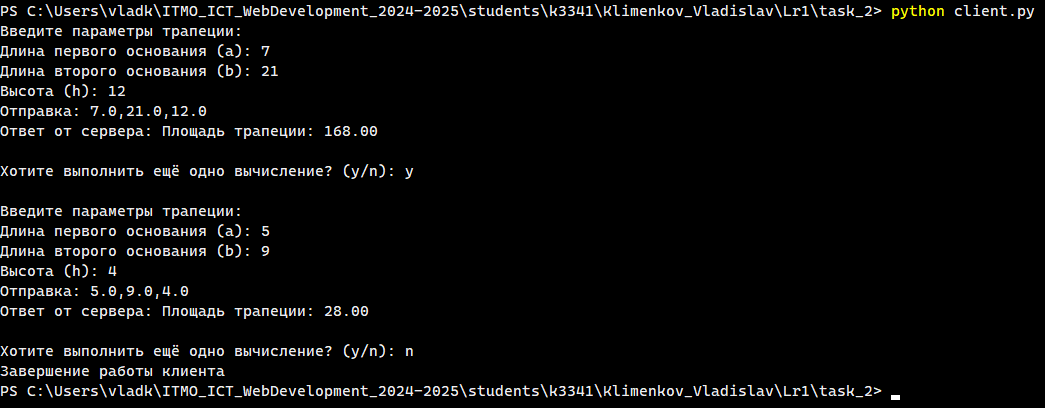 PS C:\Users\vladk\ITMO_ICT_WebDevelopment_2024-2025\students\k3341\Klimenkov_Vladislav\Lr1\task_2> python client.py
Введите параметры трапеции:
Длина первого основания (a): 7
Длина второго основания (b): 21
Высота (h): 12
Отправка: 7.0,21.0,12.0
Ответ от сервера: Площадь трапеции: 168.00
Хотите выполнить ещё одно вычисление? (y/n): y
Введите параметры трапеции:
Длина первого основания (a): 5
Длина второго основания (b): 9
Высота (h): 4
Отправка: 5.0,9.0,4.0
Ответ от сервера: Площадь трапеции: 28.00
Хотите выполнить ещё одно вычисление? (y/n): n
Завершение работы клиента
PS C:\Users\vladk\ITMO_ICT_WebDevelopment_2024-2025\students\k3341\Klimenkov_Vladislav\Lr1\task_2>